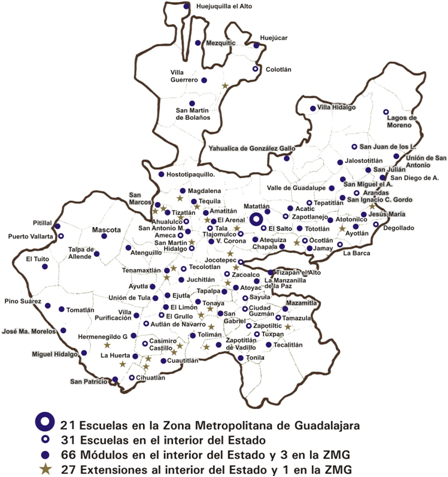 Huejuquilla el Alto
Mezquitic
Huejúcar
Colotlán
Villa
Guerrero
San Martín
de Bolaños
Villa Hidalgo
Lagos de
Moreno
Yahualica de González Gallo
San Juan de los L.
Jalostotitlán
Unión de San
Antonio
San Julián
San Diego de A.
Hostotipaquillo.
Magdalena
Valle de Guadalupe
San Miguel el A.
Arandas
San Ignacio C. Gordo
San
Marcos
Tequila
Tizatlán
Amatitán
Acatic
Tepatitlán
Matatlán
Zapotlanejo
Jesús María
Ahualulco
El Arenal
Atotonilco
Degollado
Pitillal
San Antonio M.
Tala
El Salto
Tototlán
Ayotlán
Puerto Vallarta
Mascota
Ameca
Tlajomulco
Atequiza
Ocotlán
San Martín
Hidalgo
V. Corona
Chapala
Jamay
La Barca
Talpa de
Allende
Atenguillo
El Tuito
Jocotepec
Tecolotlán
Tenamaxtlán
Zacoalco
Tizapán el Alto
Juchitlán
La Manzanilla
de la Paz
Ayutla
Tapalpa
Atoyac
Pino Suárez
Unión de Tula
Ejutla
Tonaya
Sayula
Mazamitla
Tomatlán
Villa
Purificación
El Limón
San
Gabriel
Ciudad
Guzmán
El Grullo
Tamazula
José Ma. Morelos
Autlán de Navarro
Zapotiltic
Hermenegildo G
Tolimán
Tuxpan
Casimiro
Castillo
Zapotitlán
de Vadillo
Tecalitlán
Miguel Hidalgo
La Huerta
Cuautitlán
Tonila
San Patricio
Cihuatlán
21 Escuelas en la Zona Metropolitana de Guadalajara
31 Escuelas en el interior del Estado
66 Módulos en el interior del Estado y 3 en la ZMG
27 Extensiones al interior del Estado y 1 en la ZMG